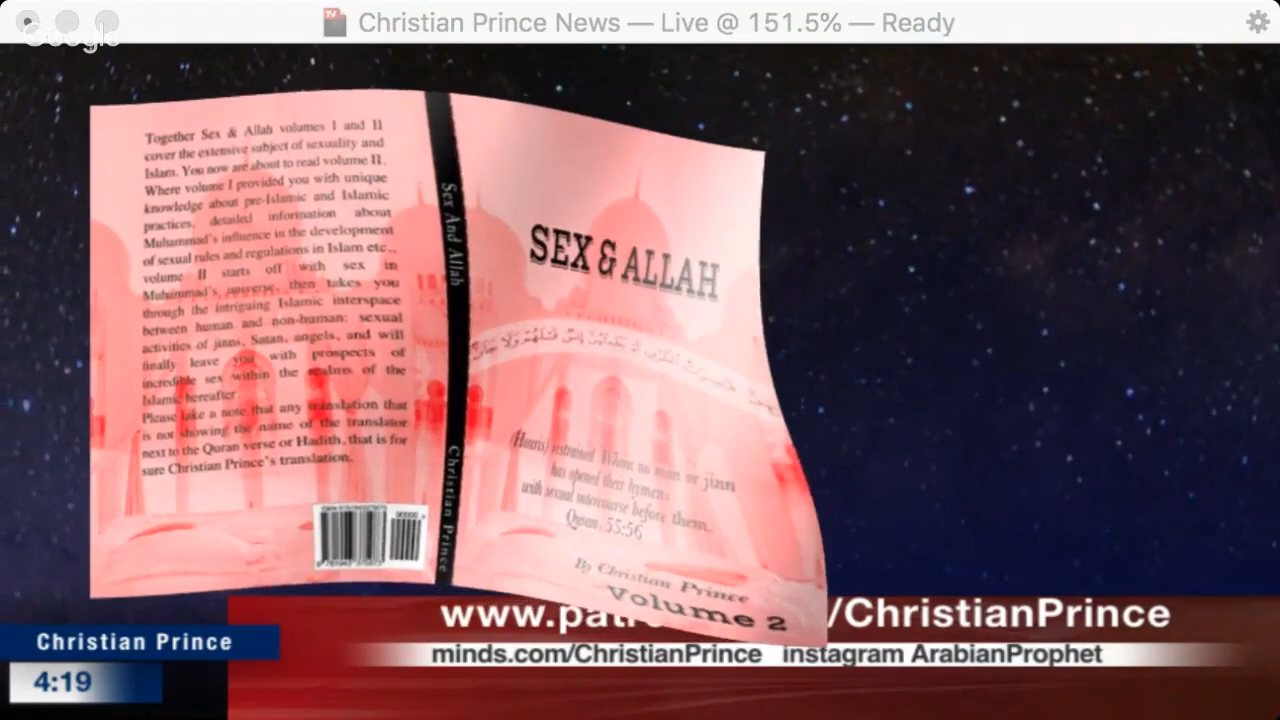 Christian Prince News — Live @ 151.5% — Ready
Google
Together Sex & Allah volumes I and II
cover the extensive subject of sexuality and
Islam. You now are about to read volume II.
Where volume I provided you with unique
knowledge about pre-Islamic and Islamic
practices, detailed information about
Muhammad's influence in the development
of sexual rules and regulations in Islam etc..
volume II starts off with sex in
Muhammad's universe, then takes you
through the intriguing Islamic interspace
between human and non-human: sexual
activities of jinns, Satan, angels, and will
finally leave you with prospects of
incredible sex within the realms of the
Islamic hereafter.
Please take a note that any translation that
is not showing the name of the translator
next to the Quran verse or Hadith, that is for
sure Christian Prince's translation.
90000
Sex And Allah
Christian Prince
SEX & ALLAH
(Houris) restrained. Whom no man or jinn
has opened their hymens
with sexual intercourse before them..
Quran, 55:56
By Christian Prince
Volume 2
www.pat /ChristianPrince
minds.com/ChristianPrince instagram ArabianProphet
Christian Prince
4:19